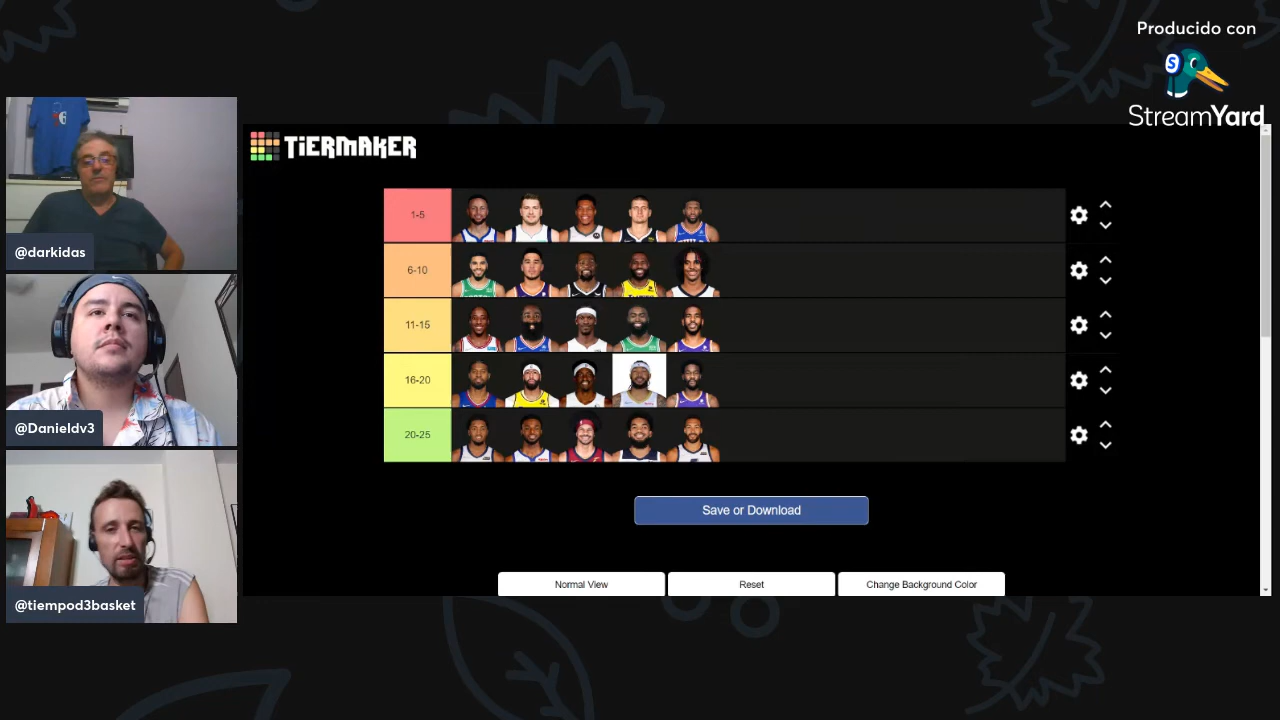 Producido con
S
StreamYard
TiERMAKER
1-5
6-10
11-15
16-20
20-25
@darkidas
@Danieldv3
@tiempod3basket
Save or Download
Normal View
Reset
Change Background Color